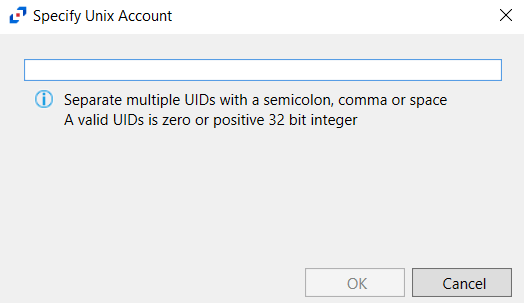 Specify Unix Account
Separate multiple UIDs with a semicolon, comma or space
A valid UIDs is zero or positive 32 bit integer
OK
Cancel